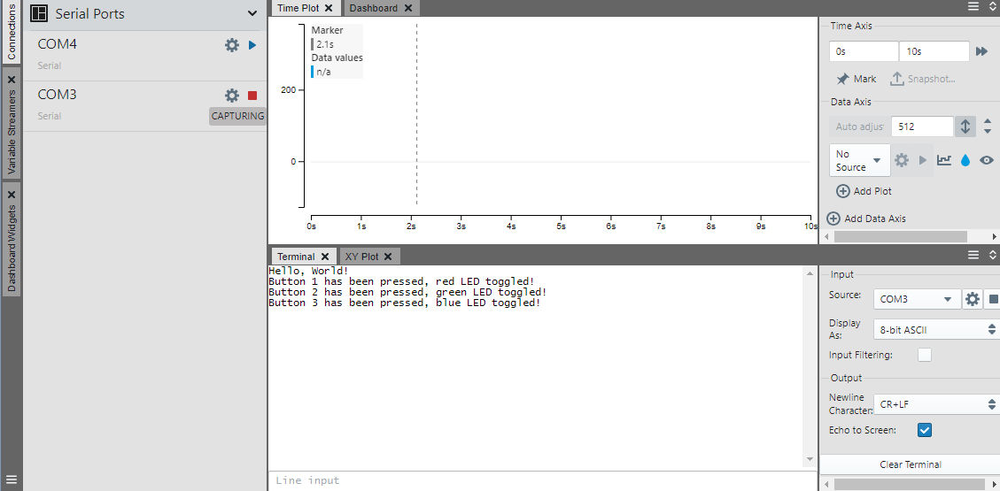 Connections
Variable Streamers
Dashboard Widgets
Serial Ports
COM4
Serial
COM3
Serial
CAPTURING
Time Plot
Dashboard
Marker
2.1s
Data values
n/a
200
0
0s 1s 2s 3s 4s 5s 6s 7s 8s 9s 10s
Time Axis
0s 10s
Mark Snapshot...
Data Axis
Auto adjus 512
No
Source
Add Plot
Add Data Axis
Terminal
XY Plot
Hello, World!
Button 1 has been pressed, red LED toggled!
Button 2 has been pressed, green LED toggled!
Button 3 has been pressed, blue LED toggled!
Line input
Input
Source: COM3
Display
As: 8-bit ASCII
Input Filtering:
Output
Newline
Character: CR+LF
Echo to Screen:
Clear Terminal